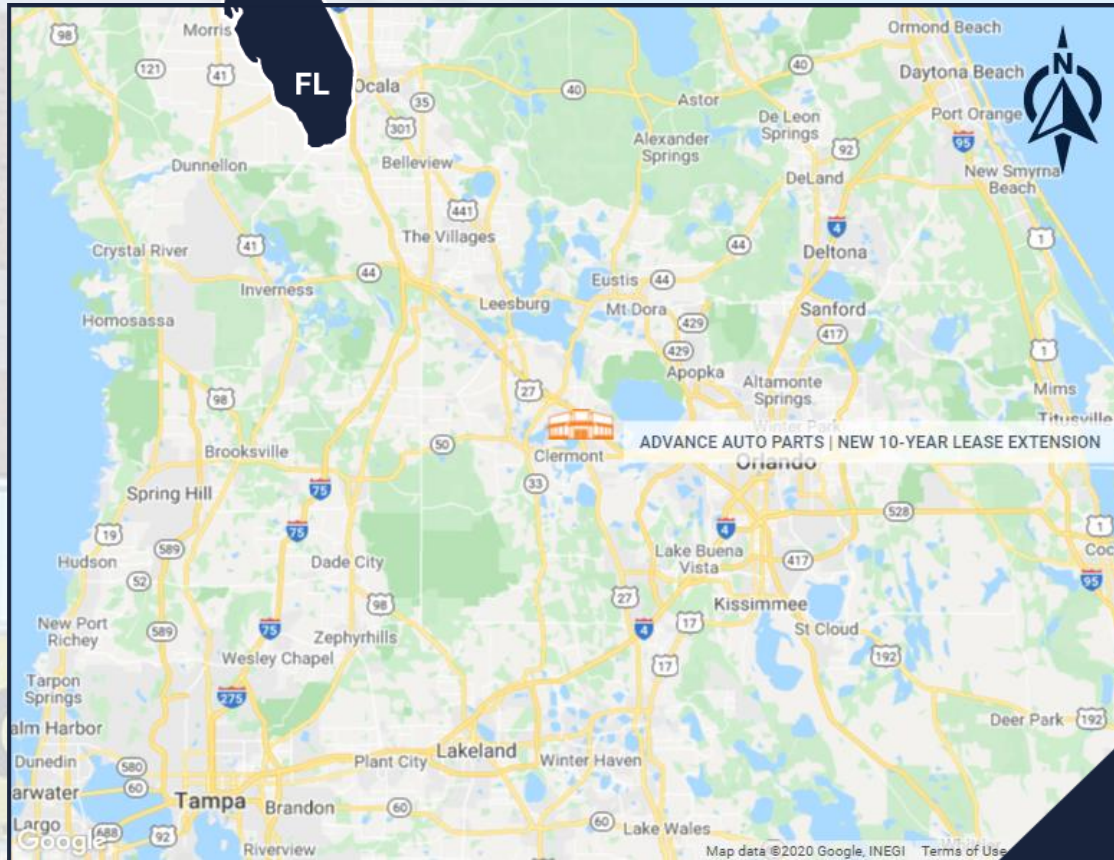 98
Morris
FL
Ocala
Ormond Beach
N
121
41
35
40
40
Daytona Beach
Astor
De Leon
Springs
Port Orange
301
Alexander
Springs
92
95
Dunnellon
Belleview
DeLand
New Smyrna
Beach
441
4
The Villages
41
44
1
Crystal River
Deltona
44
Inverness
Eustis
44
Leesburg
Mt Dora
Sanford
Homosassa
429
417
429
1
Apopka
Altamonte
Springs
Mims
98
27
Winter Park
Titusville
ADVANCE AUTO PARTS | NEW 10-YEAR LEASE EXTENSION
50
Brooksville
Clermont
Orlando
33
Spring Hill
75
528
19
75
4
1
589
Lake Buena
Vista
Coc
Hudson
52
Dade City
417
95
98
27
Kissimmee
New Port
Richey
589
75
Zephyrhills
4
17
St Cloud
Wesley Chapel
17
192
Tarpon
Springs
275
alm Harbor
Deer Park
192
Dunedin
580
Plant City
Lakeland
Winter Haven
arwater
60
Tampa
Brandon
60
Largo
688
92
60
Lake Wales
Google
Riverview
Map data ©2020 Google, INEGI
Terms of Use